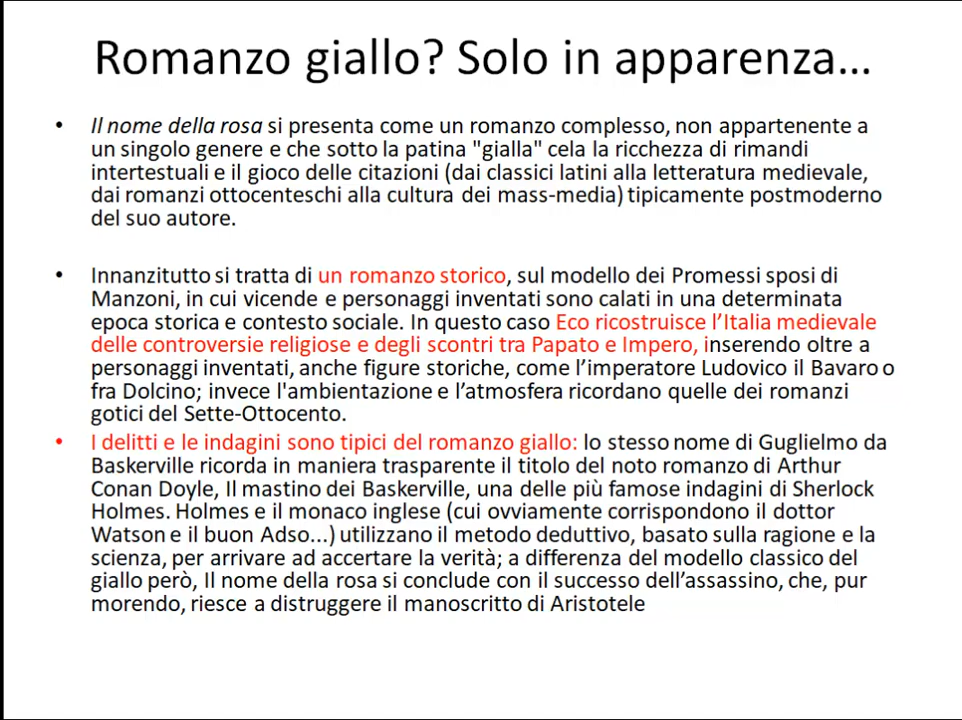 Romanzo giallo? Solo in apparenza...
• Il nome della rosa si presenta come un romanzo complesso, non appartenente a
un singolo genere e che sotto la patina "gialla" cela la ricchezza di rimandi
intertestuali e il gioco delle citazioni (dai classici latini alla letteratura medievale,
dai romanzi ottocenteschi alla cultura dei mass-media) tipicamente postmoderno
del suo autore.
• Innanzitutto si tratta di un romanzo storico, sul modello dei Promessi sposi di
Manzoni, in cui vicende e personaggi inventati sono calati in una determinata
epoca storica e contesto sociale. In questo caso Eco ricostruisce l’Italia medievale
delle controversie religiose e degli scontri tra Papato e Impero, inserendo oltre a
personaggi inventati, anche figure storiche, come l’imperatore Ludovico il Bavaro o
fra Dolcino; invece l'ambientazione e l’atmosfera ricordano quelle dei romanzi
gotici del Sette-Ottocento.
• I delitti e le indagini sono tipici del romanzo giallo: lo stesso nome di Guglielmo da
Baskerville ricorda in maniera trasparente il titolo del noto romanzo di Arthur
Conan Doyle, Il mastino dei Baskerville, una delle più famose indagini di Sherlock
Holmes. Holmes e il monaco inglese (cui ovviamente corrispondono il dottor
Watson e il buon Adso...) utilizzano il metodo deduttivo, basato sulla ragione e la
scienza, per arrivare ad accertare la verità; a differenza del modello classico del
giallo però, Il nome della rosa si conclude con il successo dell’assassino, che, pur
morendo, riesce a distruggere il manoscritto di Aristotele